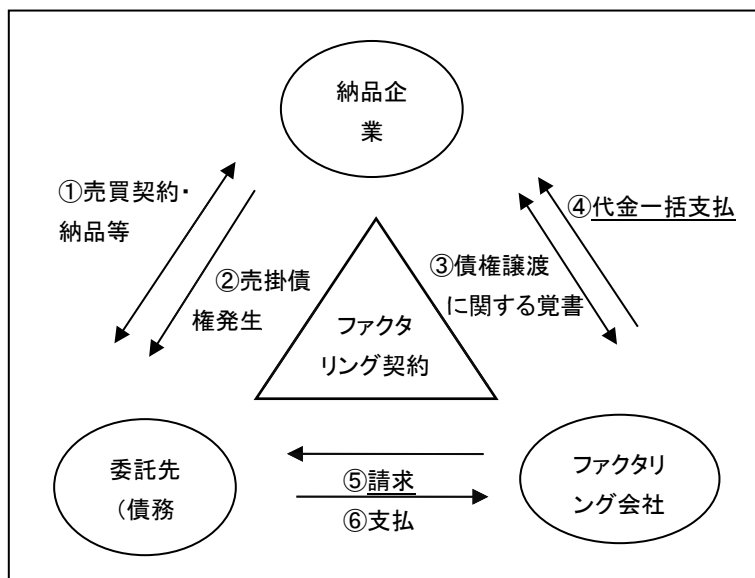 納品企
業
①売買契約・
納品等
④代金一括支払
②売掛債
権発生
③債権譲渡
に関する覚書
ファクタ
リング契約
委託先
(債務
⑤請求
⑥支払
ファクタリ
ング会社